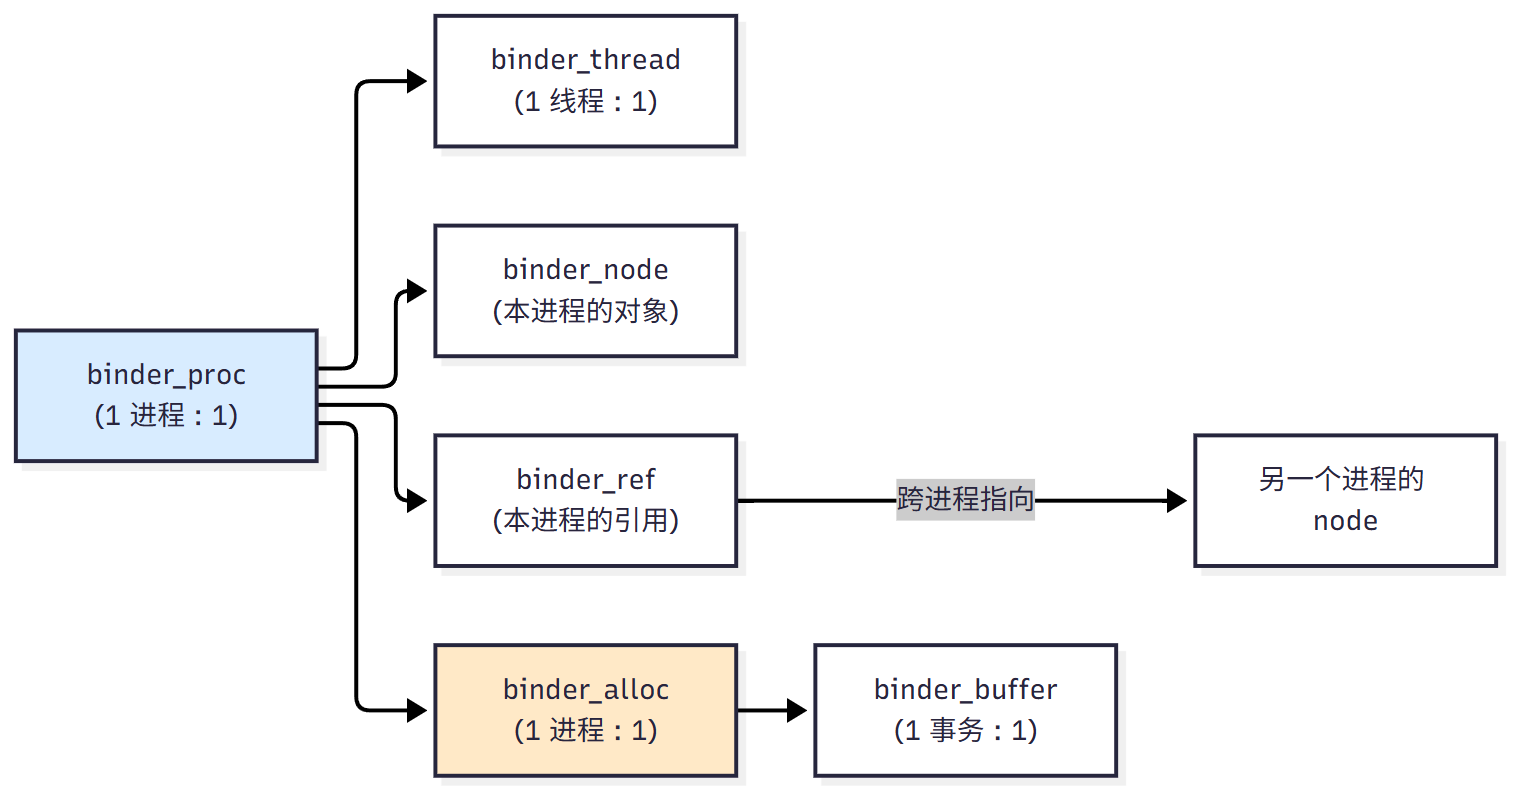 binder_thread
(1 线程 : 1)
binder_node
(本进程的对象)
binder_proc
(1 进程 : 1)
binder_ref
(本进程的引用)
跨进程指向
另一个进程的
node
binder_alloc
(1 进程 : 1)
binder_buffer
(1 事务 : 1)